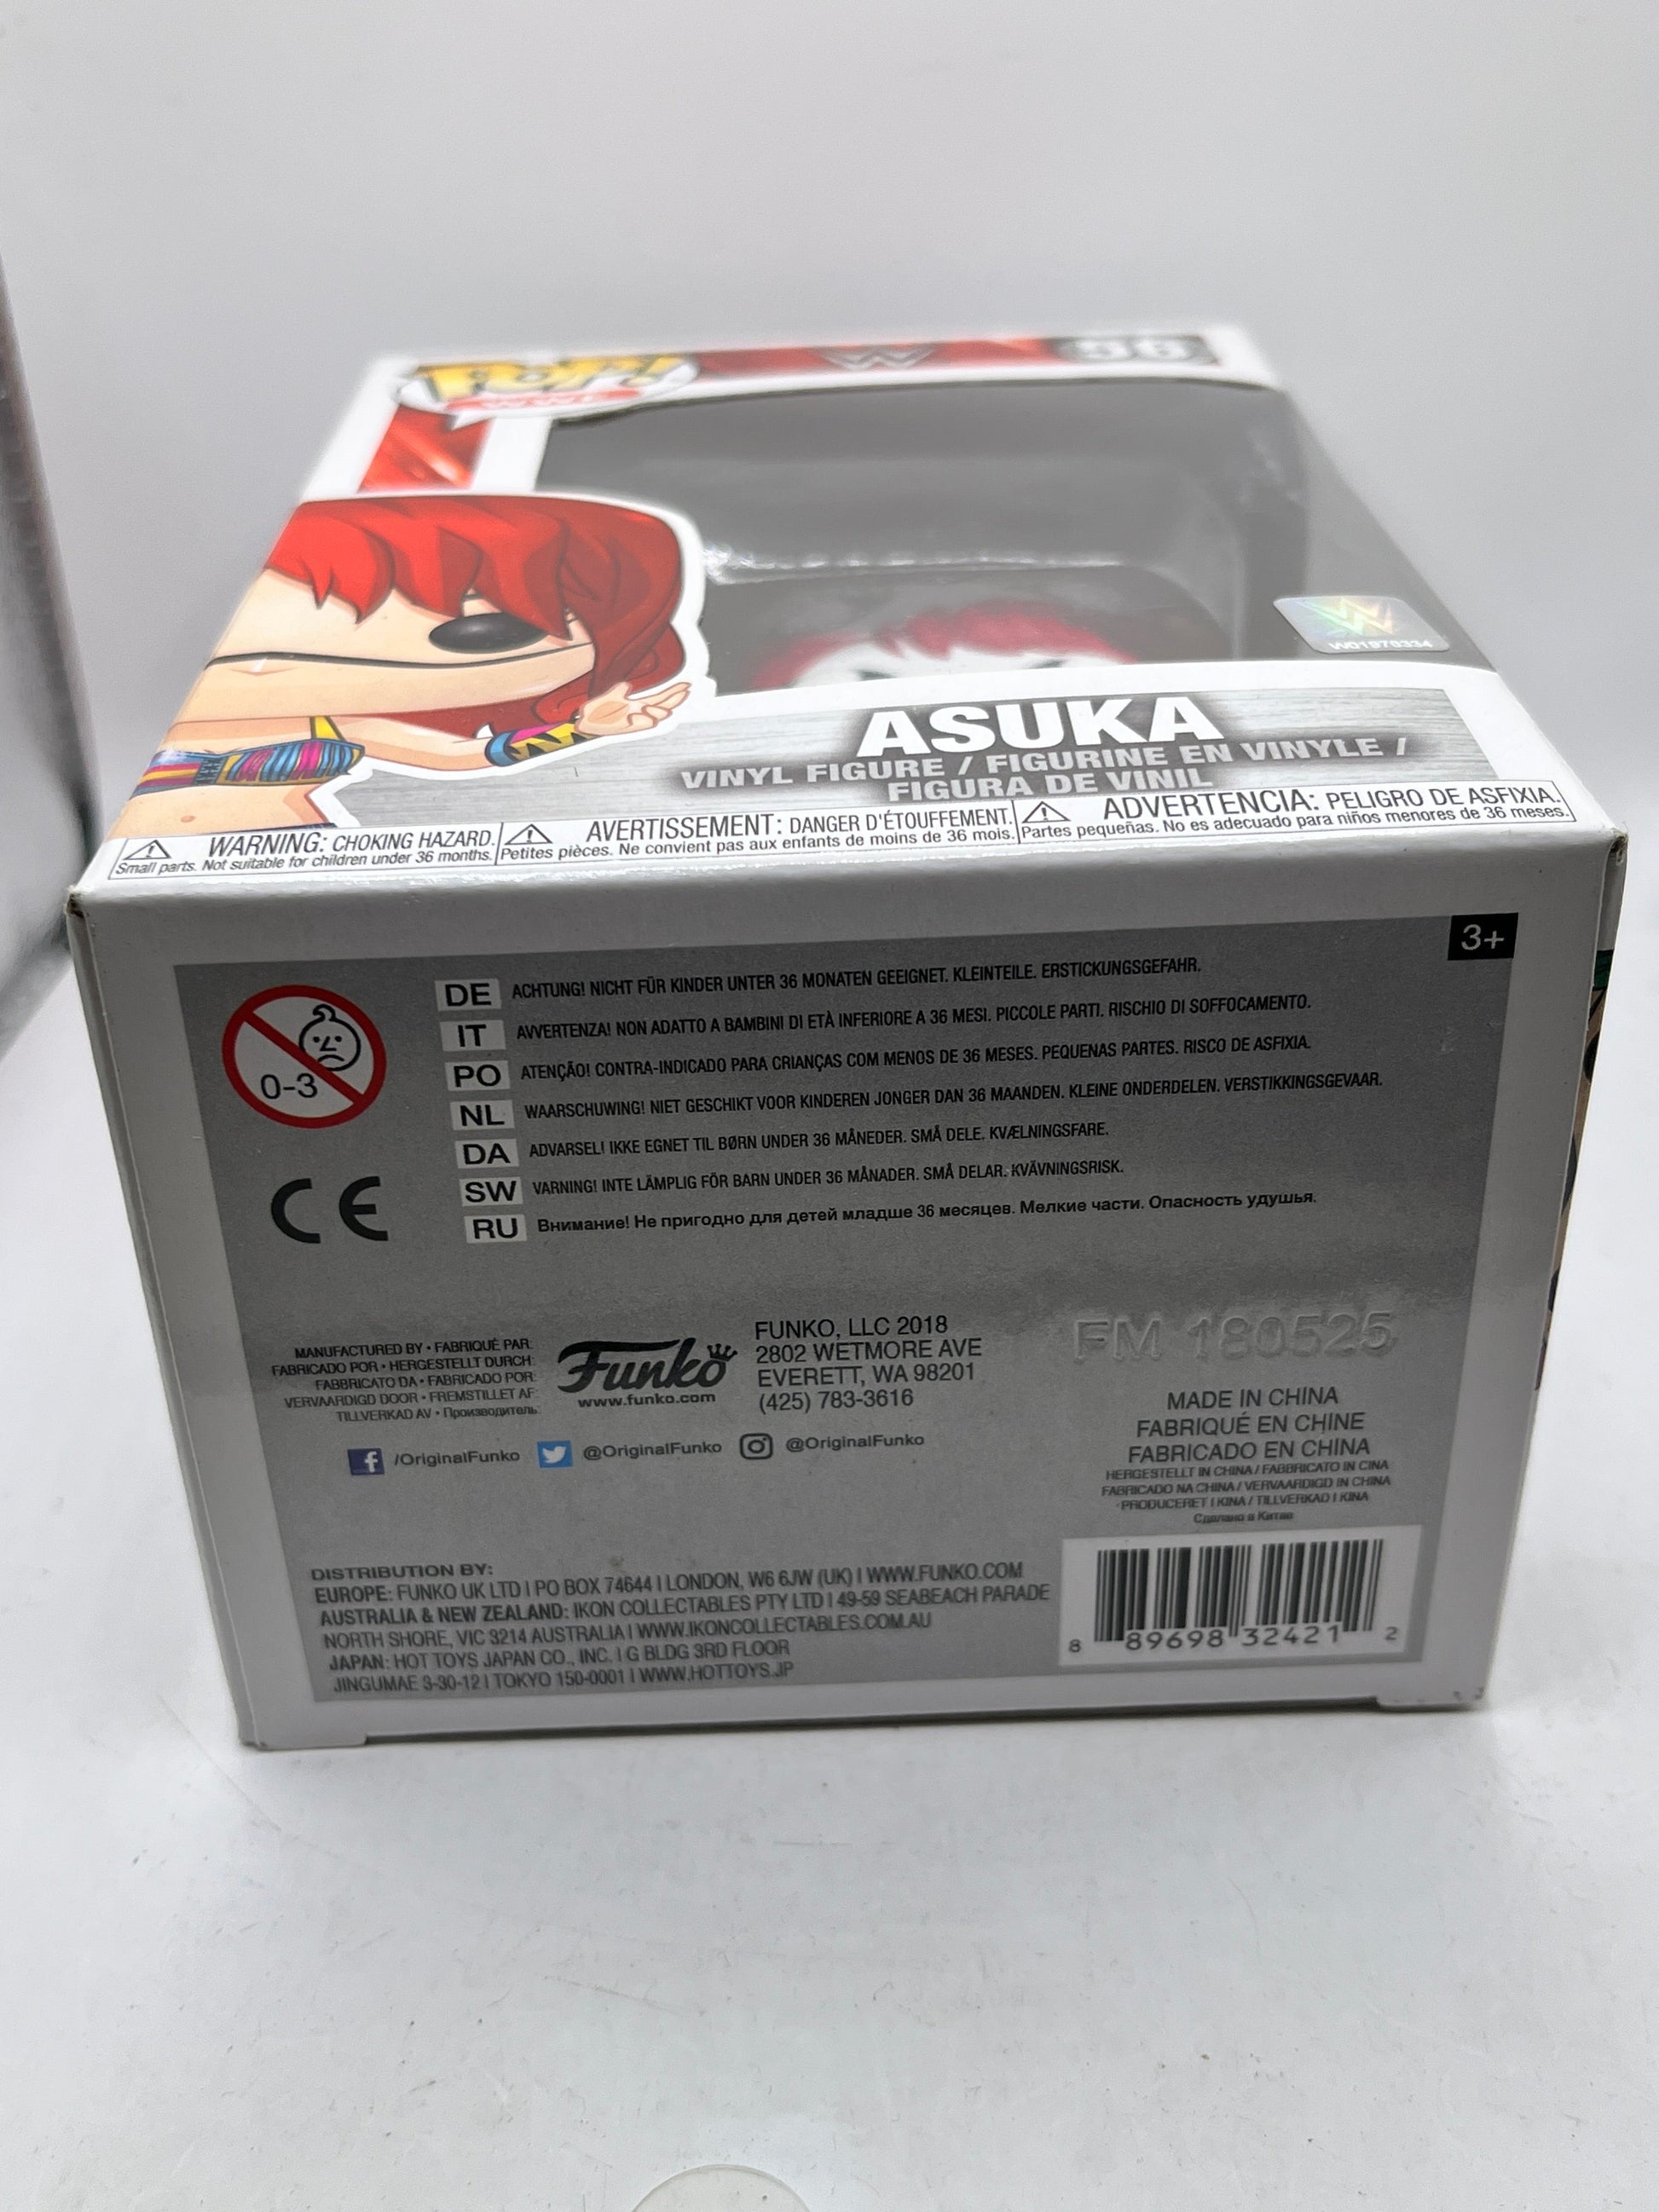 POP!
WWE
W
56
W
W01979334
ASUKA
VINYL FIGURE / FIGURINE EN VINYLE /
FIGURA DE VINIL
WARNING: CHOKING HAZARD.
Small parts. Not suitable for children under 36 months.
AVERTISSEMENT: DANGER D'ÉTOUFFEMENT.
Petites pièces. Ne convient pas aux enfants de moins de 36 mois.
ADVERTENCIA: PELIGRO DE ASFIXIA.
Partes pequeñas. No es adecuado para niños menores de 36 meses.
3+
0-3
DE ACHTUNG! NICHT FÜR KINDER UNTER 36 MONATEN GEEIGNET. KLEINTEILE. ERSTICKUNGSGEFAHR.
IT AVVERTENZA! NON ADATTO A BAMBINI DI ETÀ INFERIORE A 36 MESI. PICCOLE PARTI. RISCHIO DI SOFFOCAMENTO.
PO ATENÇÃO! CONTRA-INDICADO PARA CRIANÇAS COM MENOS DE 36 MESES. PEQUENAS PARTES. RISCO DE ASFIXIA.
NL WAARSCHUWING! NIET GESCHIKT VOOR KINDEREN JONGER DAN 36 MAANDEN. KLEINE ONDERDELEN. VERSTIKKINGSGEVAAR.
DA ADVARSEL! IKKE EGNET TIL BØRN UNDER 36 MÅNEDER. SMÅ DELE. KVÆLNINGSFARE.
SW VARNING! INTE LÄMPLIG FÖR BARN UNDER 36 MÅNADER. SMÅ DELAR. KVÄVNINGSRISK.
RU Внимание! Не пригодно для детей младше 36 месяцев. Мелкие части. Опасность удушья.
CE
MANUFACTURED BY • FABRIQUÉ PAR:
FABRICADO POR • HERGESTELLT DURCH:
FABBRICATO DA • FABRICADO POR:
VERVAARDIGD DOOR • FREMSTILLET AF:
TILLVERKAD AV • Производитель:
Funko
www.funko.com
FUNKO, LLC 2018
2802 WETMORE AVE
EVERETT, WA 98201
(425) 783-3616
/OriginalFunko @OriginalFunko @OriginalFunko
FM 180525
MADE IN CHINA
FABRIQUÉ EN CHINE
FABRICADO EN CHINA
HERGESTELLT IN CHINA / FABBRICATO IN CINA
FABRICADO NA CHINA / VERVAARDIGD IN CHINA
PRODUCERET I KINA / TILLVERKAD I KINA
Сделано в Китае
DISTRIBUTION BY:
EUROPE: FUNKO UK LTD | PO BOX 74644 | LONDON, W6 6JW (UK) | WWW.FUNKO.COM
AUSTRALIA & NEW ZEALAND: IKON COLLECTABLES PTY LTD | 49-59 SEABEACH PARADE
NORTH SHORE, VIC 3214 AUSTRALIA | WWW.IKONCOLLECTABLES.COM.AU
JAPAN: HOT TOYS JAPAN CO., INC. | G BLDG 3RD FLOOR
JINGUMAE 3-30-12 | TOKYO 150-0001 | WWW.HOTTOYS.JP
8 89698 32421 2